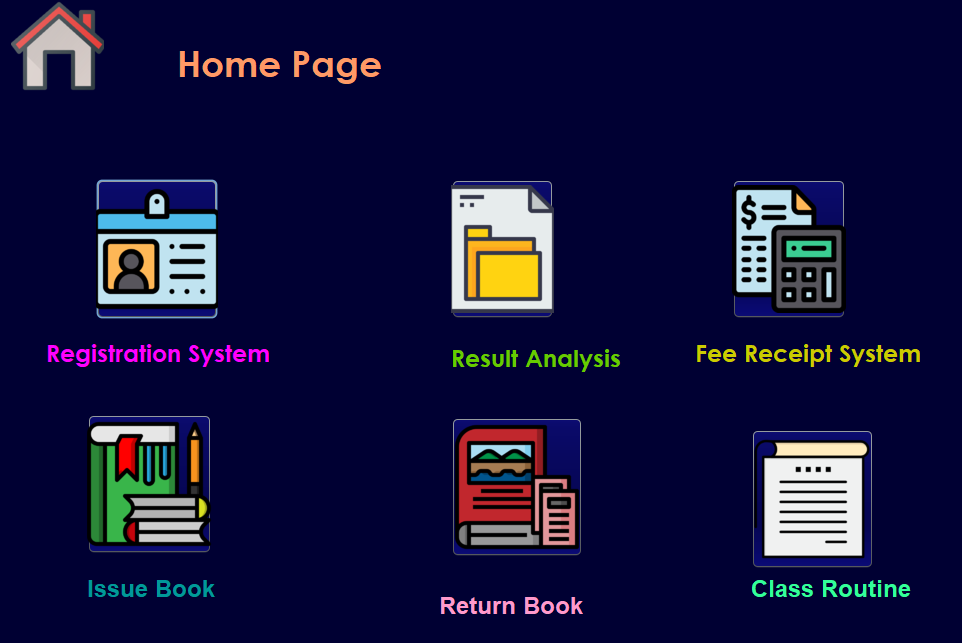 Home Page
Registration System
Result Analysis
Fee Receipt System
Issue Book
Return Book
Class Routine